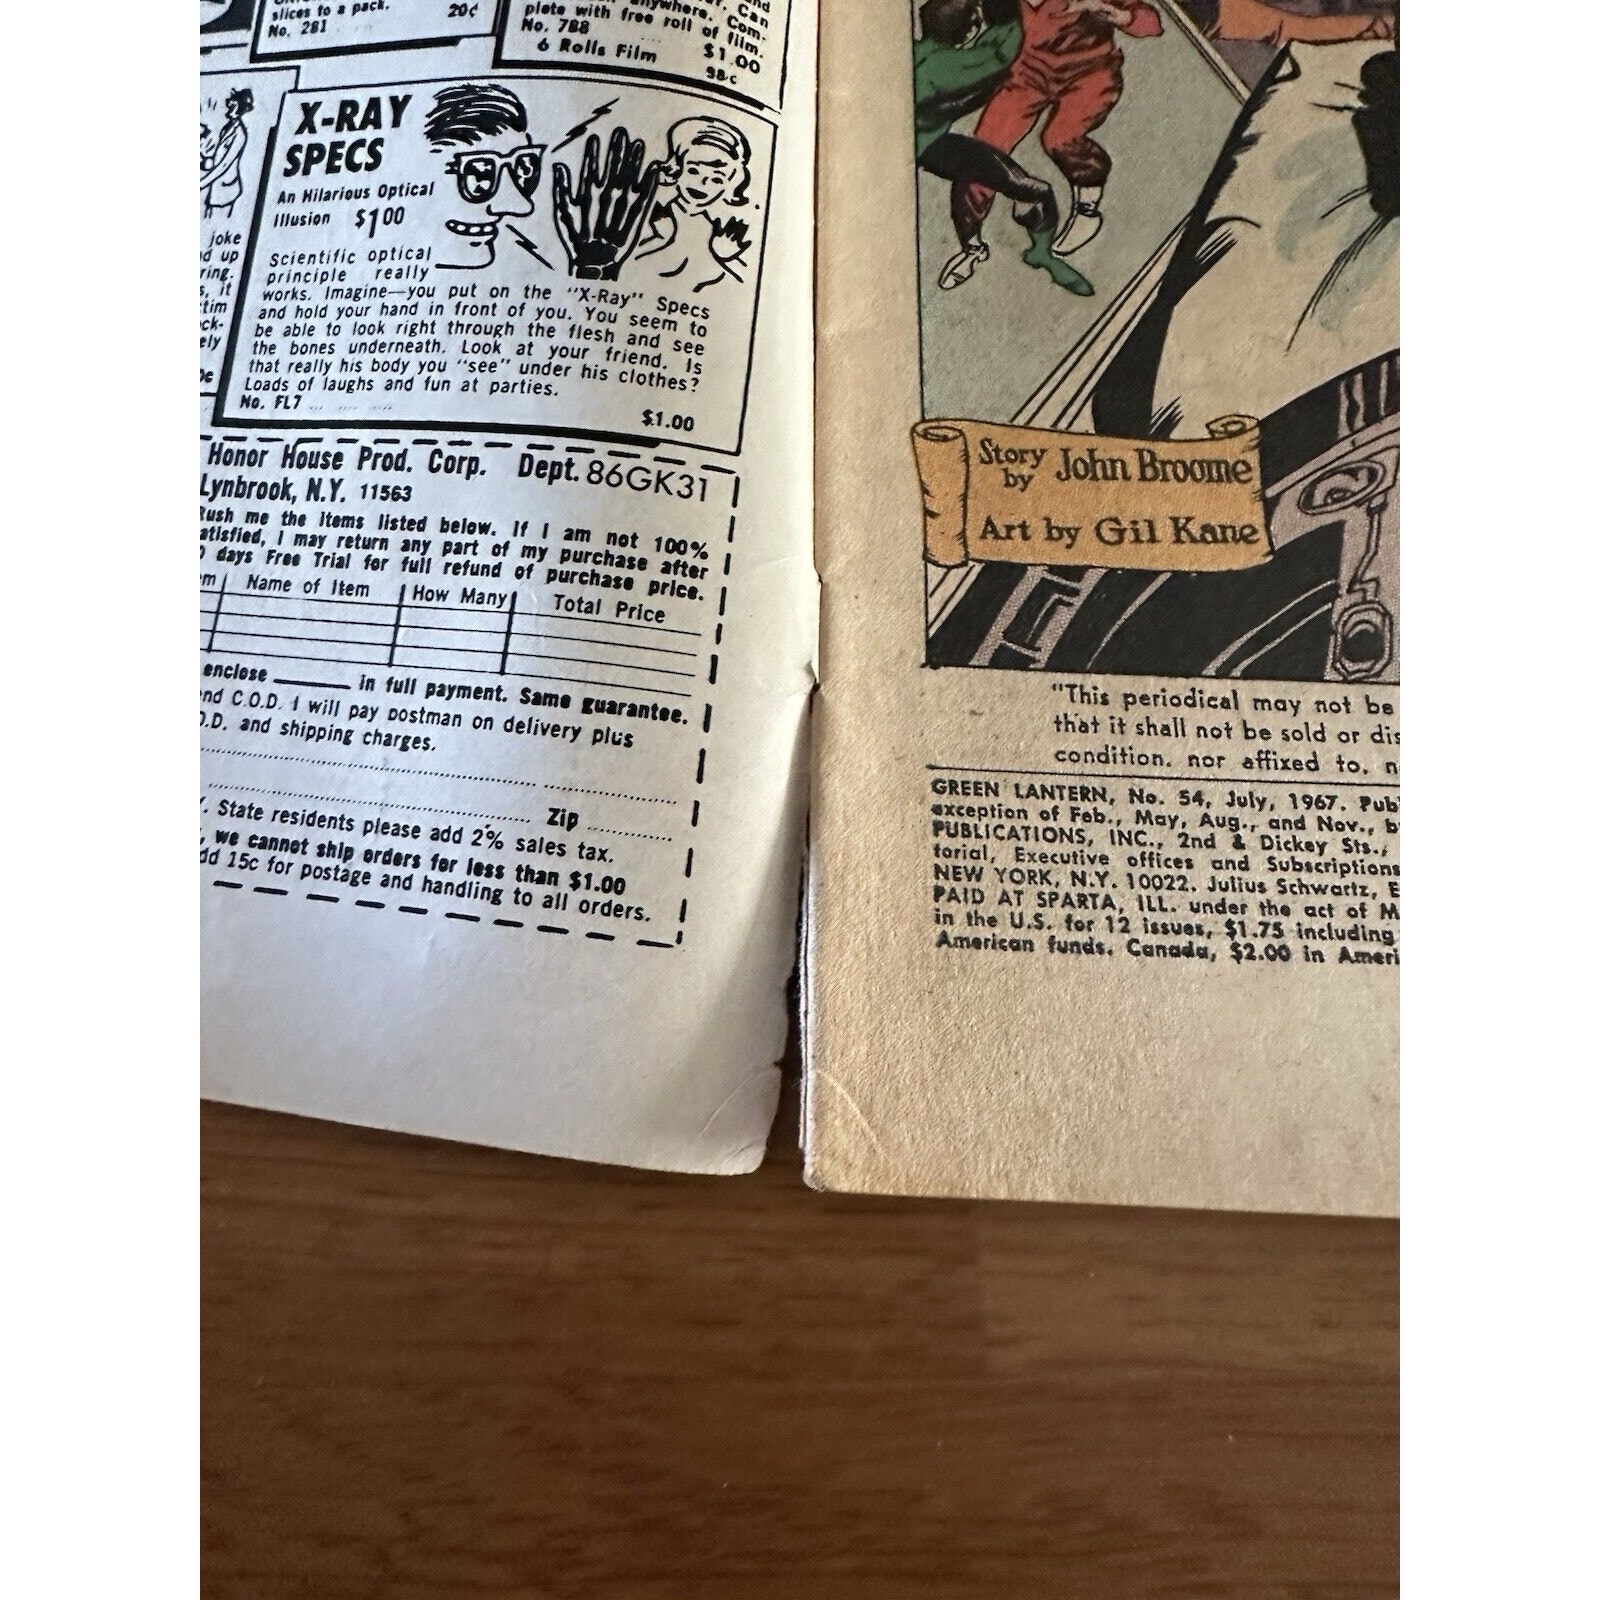 slices to a pack.
No. 281
20¢
Can
anywhere. Com-
plete with free roll of film.
No. 788
$1.00
6 Rolls Film
98c
joke
up
ring.
it
X-RAY
SPECS
An Hilarious Optical
Illusion $1.00
Scientific optical
principle really
works. Imagine—you put on the "X-Ray" Specs
and hold your hand in front of you. You seem to
be able to look right through the flesh and see
the bones underneath. Look at your friend. Is
that really his body you "see" under his clothes?
Loads of laughs and fun at parties.
No. FL7
$1.00
Honor House Prod. Corp. Dept. 86GK31
Lynbrook, N.Y. 11563
Rush me the items listed below. If I am not 100%
atisfied, I may return any part of my purchase after
days Free Trial for full refund of purchase price.
Name of Item How Many Total Price
enclose in full payment. Same guarantee.
nd C.O.D. I will pay postman on delivery plus
O.D. and shipping charges.
Zip
Y. State residents please add 2% sales tax.
we cannot ship orders for less than $1.00
dd 15c for postage and handling to all orders.
Story by John Broome
Art by Gil Kane
"This periodical may not be
that it shall not be sold or dis
condition, nor affixed to, n
GREEN LANTERN, No. 54, July, 1967. Publ
exception of Feb., May, Aug., and Nov., b
PUBLICATIONS, INC., 2nd & Dickey Sts.,
torial, Executive offices and Subscriptions
NEW YORK, N.Y. 10022. Julius Schwartz, E
PAID AT SPARTA, ILL. under the act of M
in the U.S. for 12 issues, $1.75 including
American funds. Canada, $2.00 in Ameri